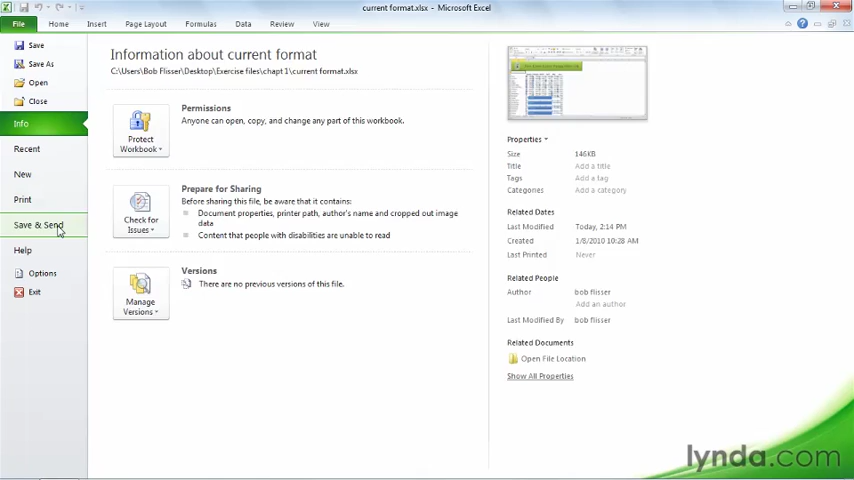 current format.xlsx - Microsoft Excel
File Home Insert Page Layout Formulas Data Review View
Save
Save As
Open
Close
Info
Recent
New
Print
Save & Send
Help
Options
Exit
Information about current format
C:\Users\Bob Flisser\Desktop\Exercise files\chapt 1\current format.xlsx
Protect
Workbook
Permissions
Anyone can open, copy, and change any part of this workbook.
Check for
Issues
Prepare for Sharing
Before sharing this file, be aware that it contains:
Document properties, printer path, author's name and cropped out image
data
Content that people with disabilities are unable to read
Manage
Versions
Versions
There are no previous versions of this file.
Properties
Size 146KB
Title Add a title
Tags Add a tag
Categories Add a category
Related Dates
Last Modified Today, 2:14 PM
Created 1/8/2010 10:28 AM
Last Printed Never
Related People
Author bob flisser
Add an author
Last Modified By bob flisser
Related Documents
Open File Location
Show All Properties
lynda.com